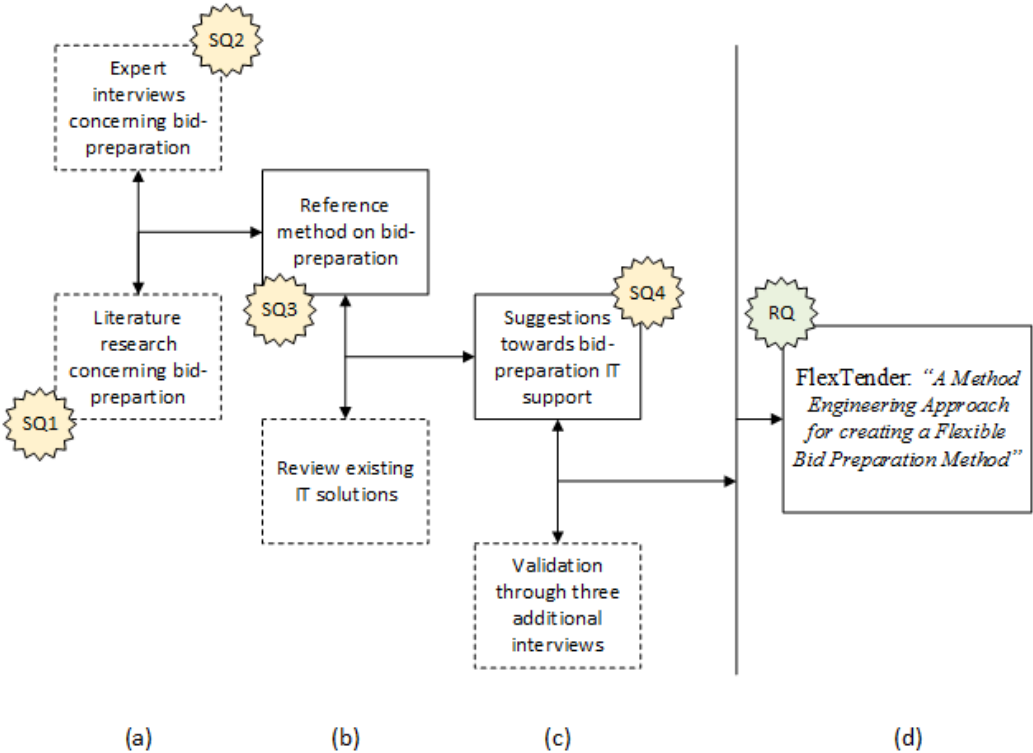 SQ2
Expert
interviews
concerning bid-
preparation
Reference
method on bid-
preparation
SQ3
SQ4
Literature
research
concerning bid-
prepartion
SQ1
Suggestions
towards bid-
preparation IT
support
RQ
FlexTender: “A Method
Engineering Approach
for creating a Flexible
Bid Preparation Method”
Review existing
IT solutions
Validation
through three
additional
interviews
(a)
(b)
(c)
(d)